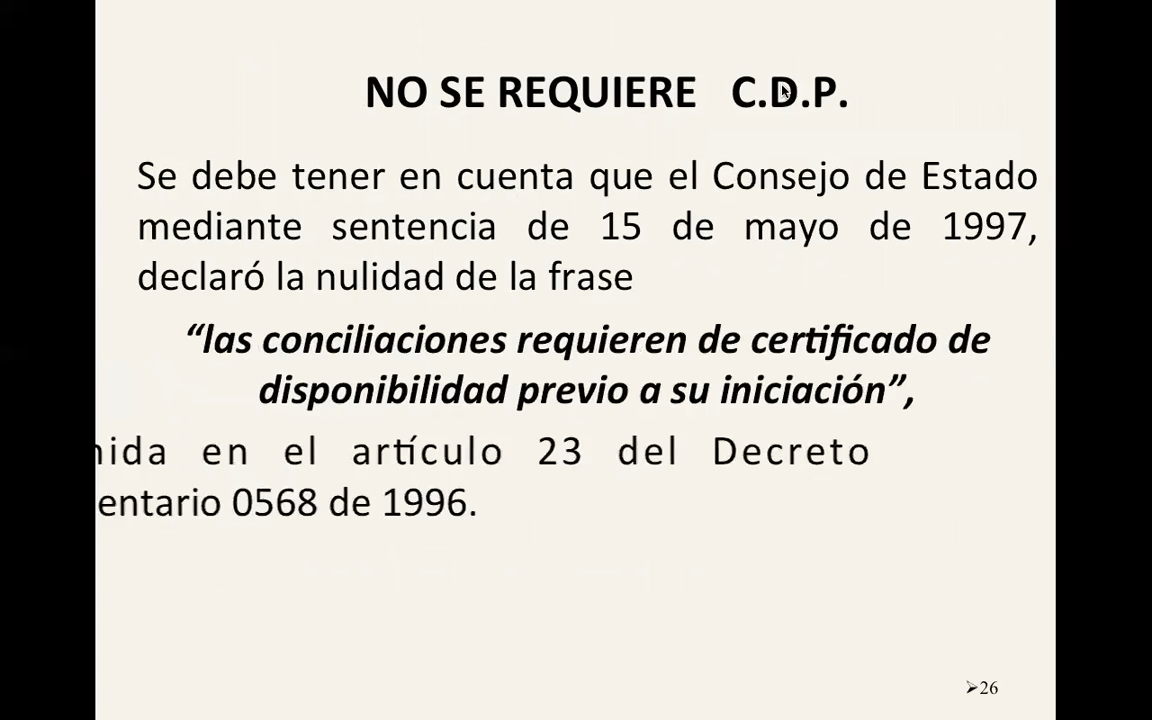 NO SE REQUIERE C.D.P.
Se debe tener en cuenta que el Consejo de Estado
mediante sentencia de 15 de mayo de 1997,
declaró la nulidad de la frase
“las conciliaciones requieren de certificado de
disponibilidad previo a su iniciación”,
nida en el artículo 23 del Decreto
entario 0568 de 1996.
➢26